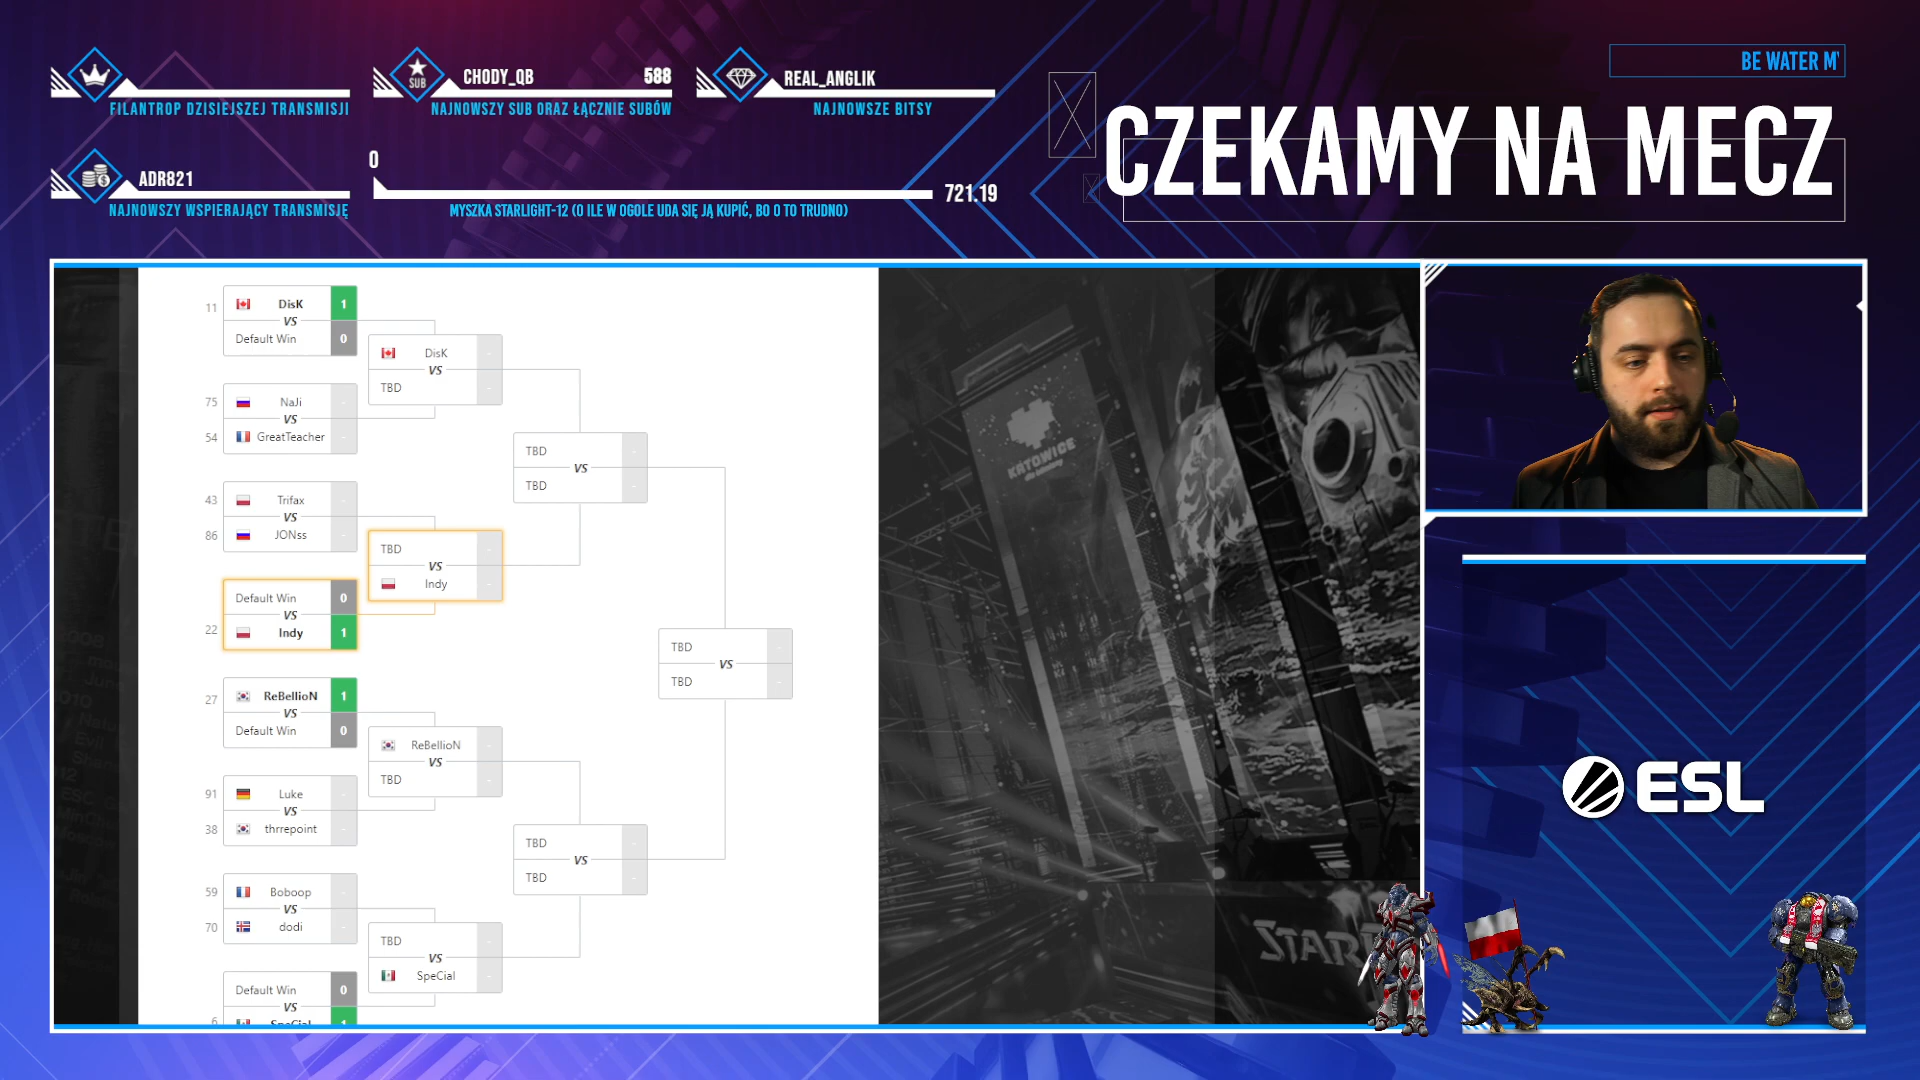 BE WATER M
CHODY_QB
588
REAL_ANGLIK
SUB
FILANTROP DZISIEJSZEJ TRANSMISJI
NAJNOWSZY SUB ORAZ ŁĄCZNIE SUBÓW
NAJNOWSZE BITSY
CZEKAMY NA MECZ
0
ADR821
721.19
NAJNOWSZY WSPIERAJĄCY TRANSMISJĘ
MYSZKA STARLIGHT-12 (O ILE W OGOLE UDA SIĘ JĄ KUPIĆ, BO O TO TRUDNO)
11
DisK
1
VS
Default Win
0
DisK
-
VS
TBD
-
75
NaJi
-
VS
54
GreatTeacher
-
TBD
-
VS
TBD
-
43
Trifax
-
VS
86
JONss
-
TBD
-
VS
Indy
-
Default Win
0
VS
22
Indy
1
TBD
-
VS
TBD
-
27
ReBellioN
1
VS
Default Win
0
ReBellioN
-
VS
TBD
-
91
Luke
-
VS
38
thrrepoint
-
TBD
-
VS
TBD
-
59
Boboop
-
VS
70
dodi
-
TBD
-
VS
SpeCial
-
Default Win
0
VS
6
SpeCial
1
KATOWICE
ESL